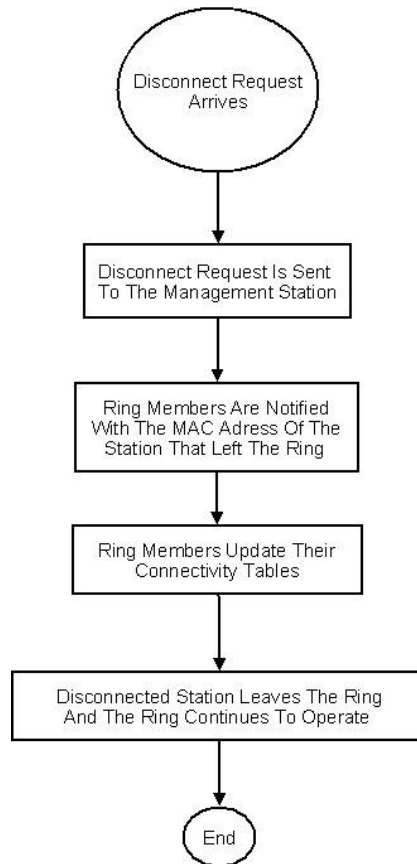 Disconnect Request
Arrives
Disconnect Request Is Sent
To The Management Station
Ring Members Are Notified
With The MAC Adress Of The
Station That Left The Ring
Ring Members Update Their
Connectivity Tables
Disconnected Station Leaves The Ring
And The Ring Continues To Operate
End